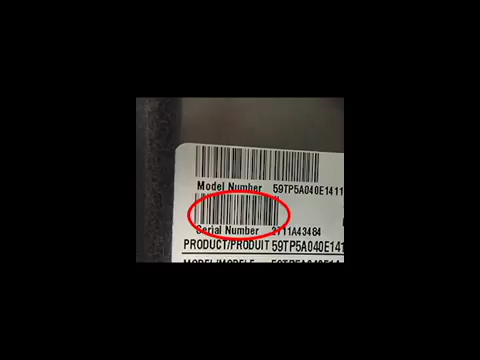 Model Number 59TP5A040E1411
Serial Number 2711A43484
PRODUCT/PRODUIT 59TP5A040E141